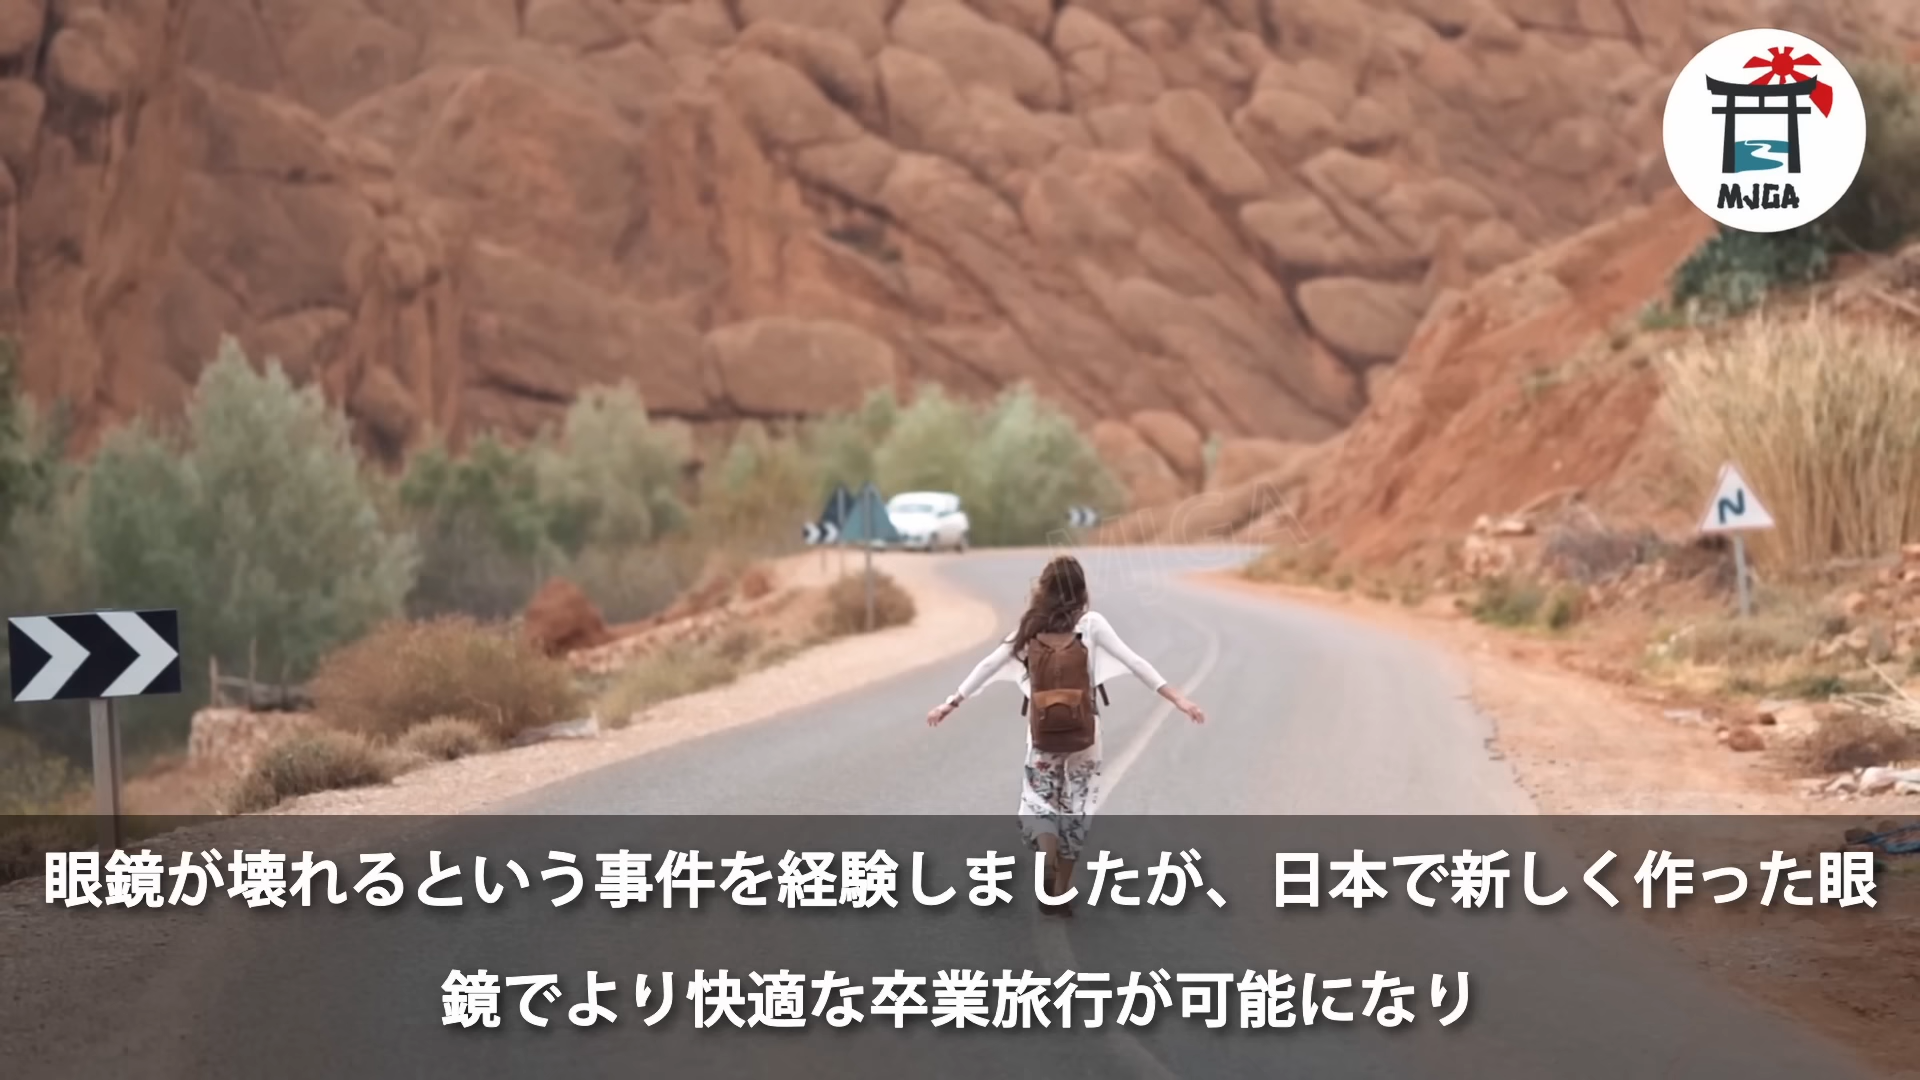 MJGA
MJGA
眼鏡が壊れるという事件を経験しましたが、日本で新しく作った眼
鏡でより快適な卒業旅行が可能になり